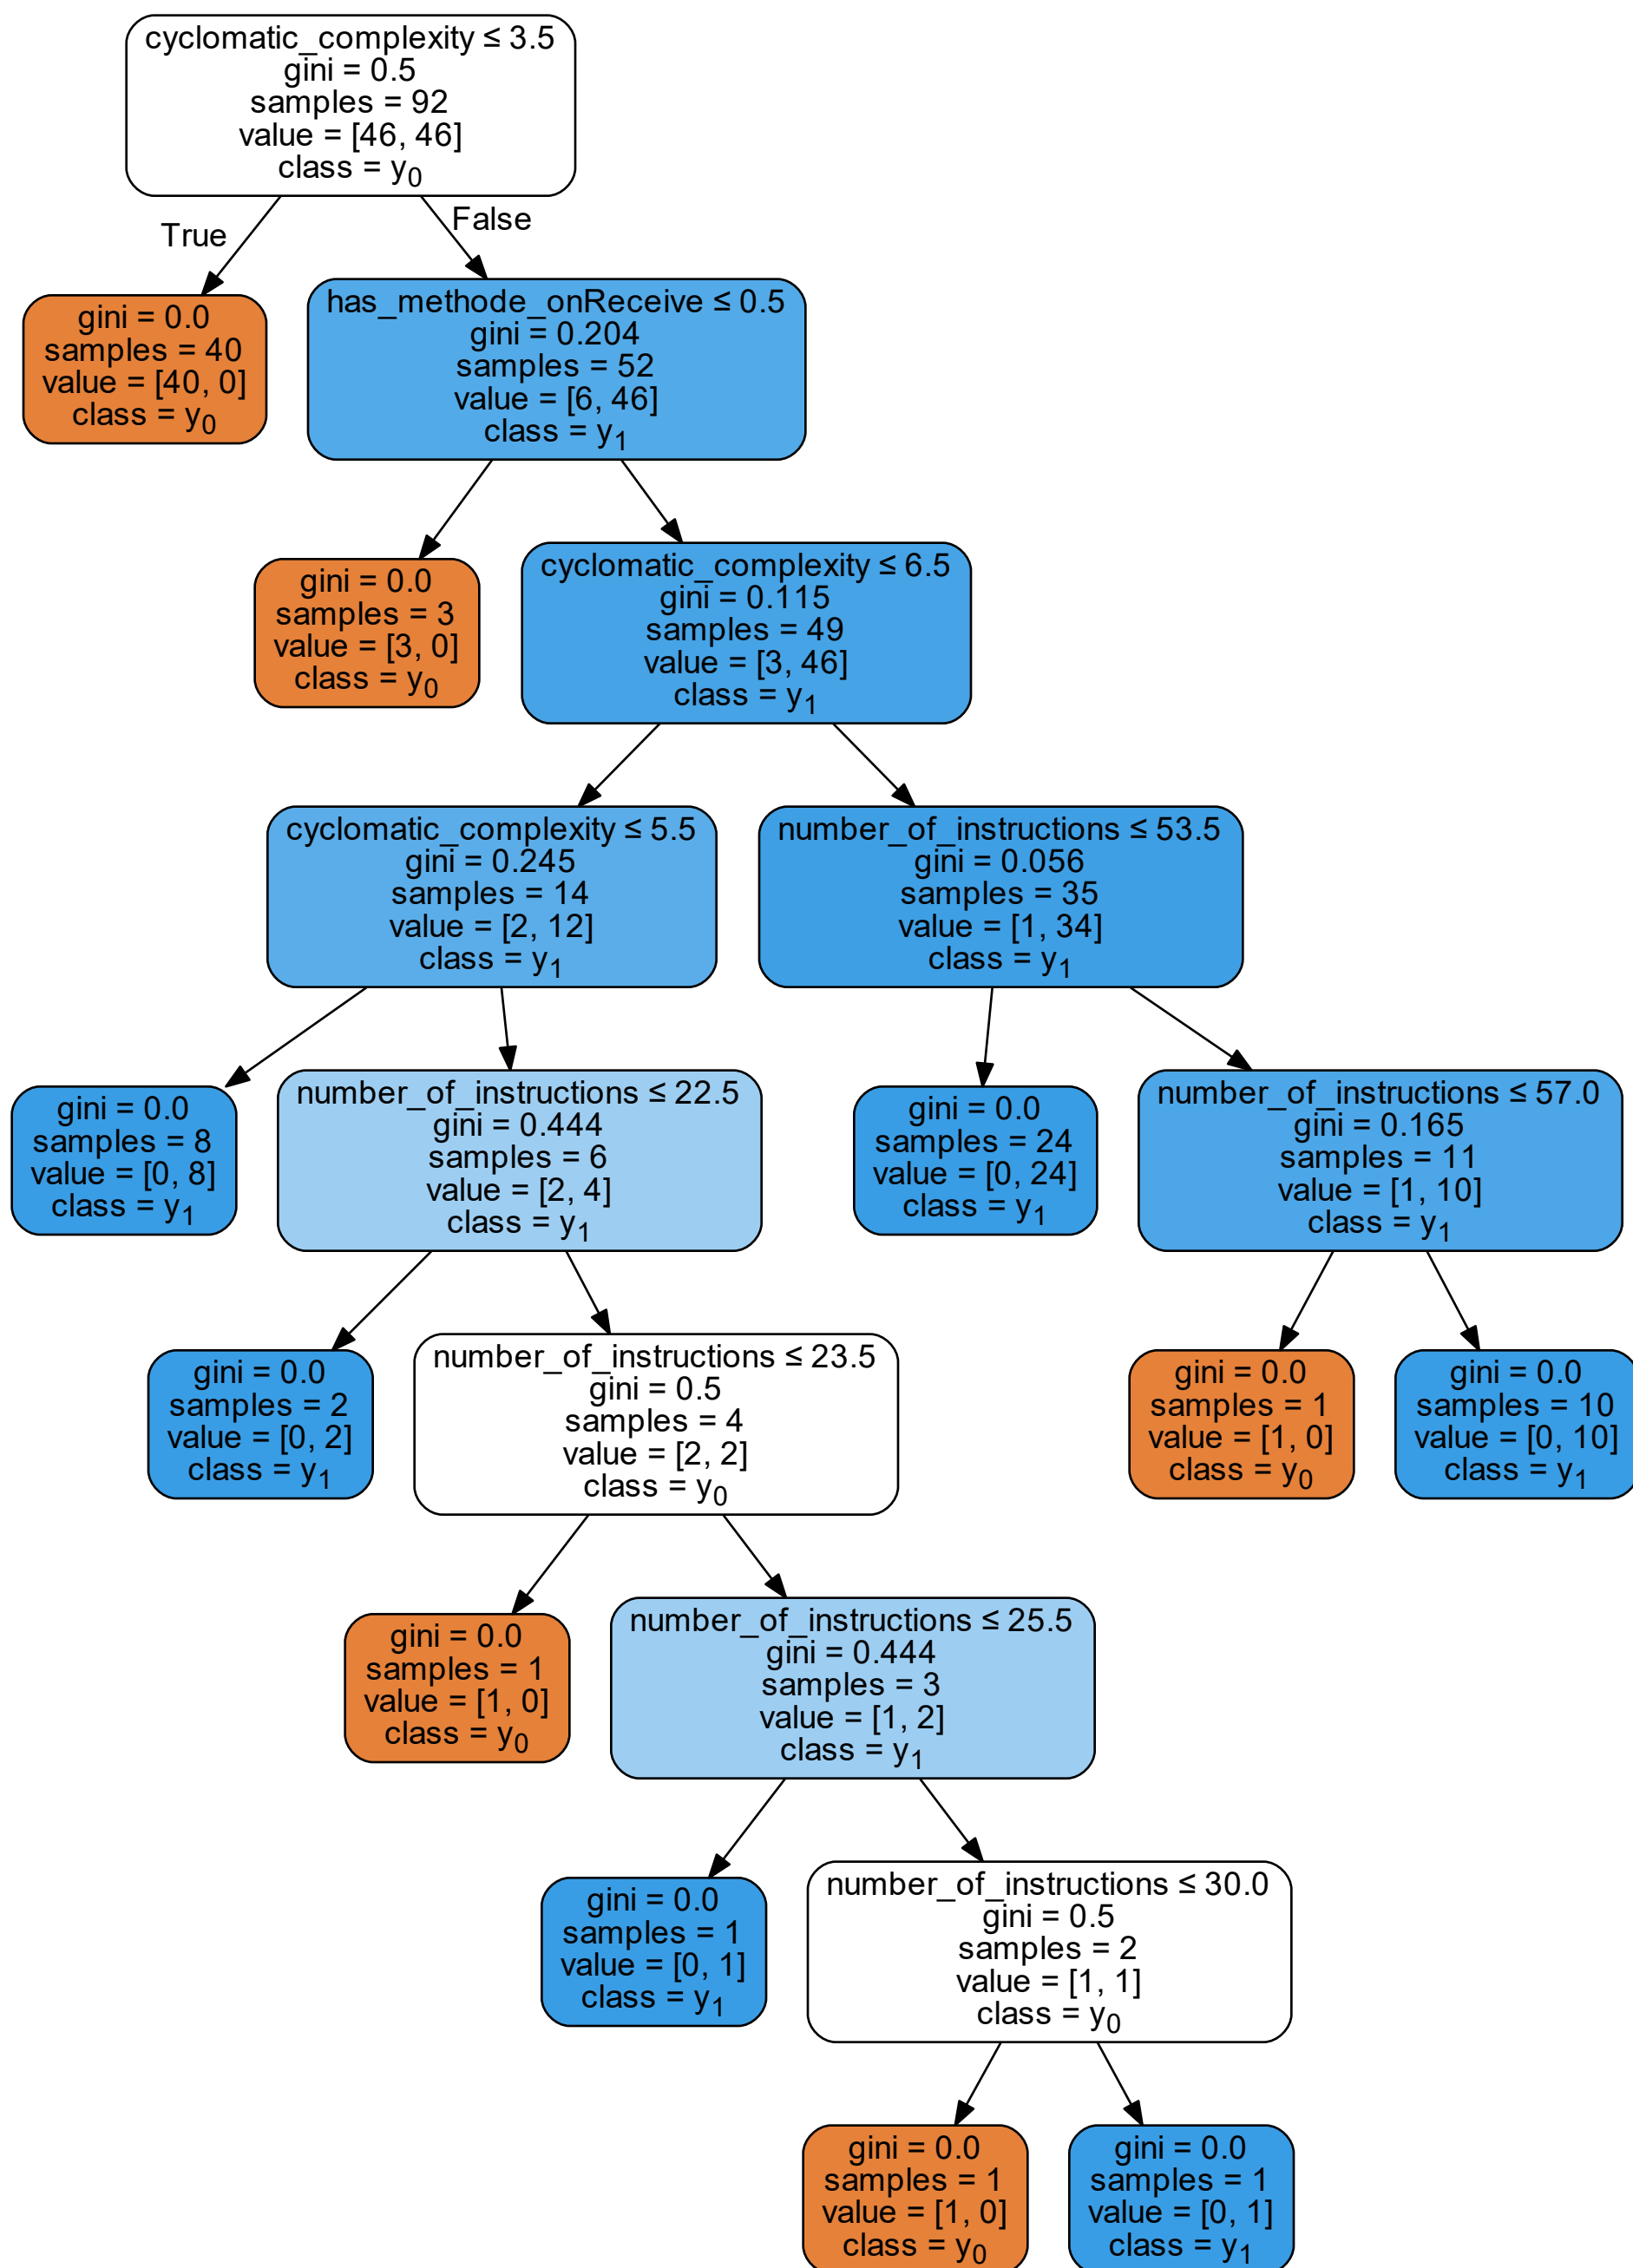 cyclomatic_complexity ≤ 3.5
gini = 0.5
samples = 92
value = [46, 46]
class = y0
True
False
gini = 0.0
samples = 40
value = [40, 0]
class = y0
has_methode_onReceive ≤ 0.5
gini = 0.204
samples = 52
value = [6, 46]
class = y1
gini = 0.0
samples = 3
value = [3, 0]
class = y0
cyclomatic_complexity ≤ 6.5
gini = 0.115
samples = 49
value = [3, 46]
class = y1
cyclomatic_complexity ≤ 5.5
gini = 0.245
samples = 14
value = [2, 12]
class = y1
number_of_instructions ≤ 53.5
gini = 0.056
samples = 35
value = [1, 34]
class = y1
gini = 0.0
samples = 8
value = [0, 8]
class = y1
number_of_instructions ≤ 22.5
gini = 0.444
samples = 6
value = [2, 4]
class = y1
gini = 0.0
samples = 24
value = [0, 24]
class = y1
number_of_instructions ≤ 57.0
gini = 0.165
samples = 11
value = [1, 10]
class = y1
gini = 0.0
samples = 2
value = [0, 2]
class = y1
number_of_instructions ≤ 23.5
gini = 0.5
samples = 4
value = [2, 2]
class = y0
gini = 0.0
samples = 1
value = [1, 0]
class = y0
gini = 0.0
samples = 10
value = [0, 10]
class = y1
gini = 0.0
samples = 1
value = [1, 0]
class = y0
number_of_instructions ≤ 25.5
gini = 0.444
samples = 3
value = [1, 2]
class = y1
gini = 0.0
samples = 1
value = [0, 1]
class = y1
number_of_instructions ≤ 30.0
gini = 0.5
samples = 2
value = [1, 1]
class = y0
gini = 0.0
samples = 1
value = [1, 0]
class = y0
gini = 0.0
samples = 1
value = [0, 1]
class = y1